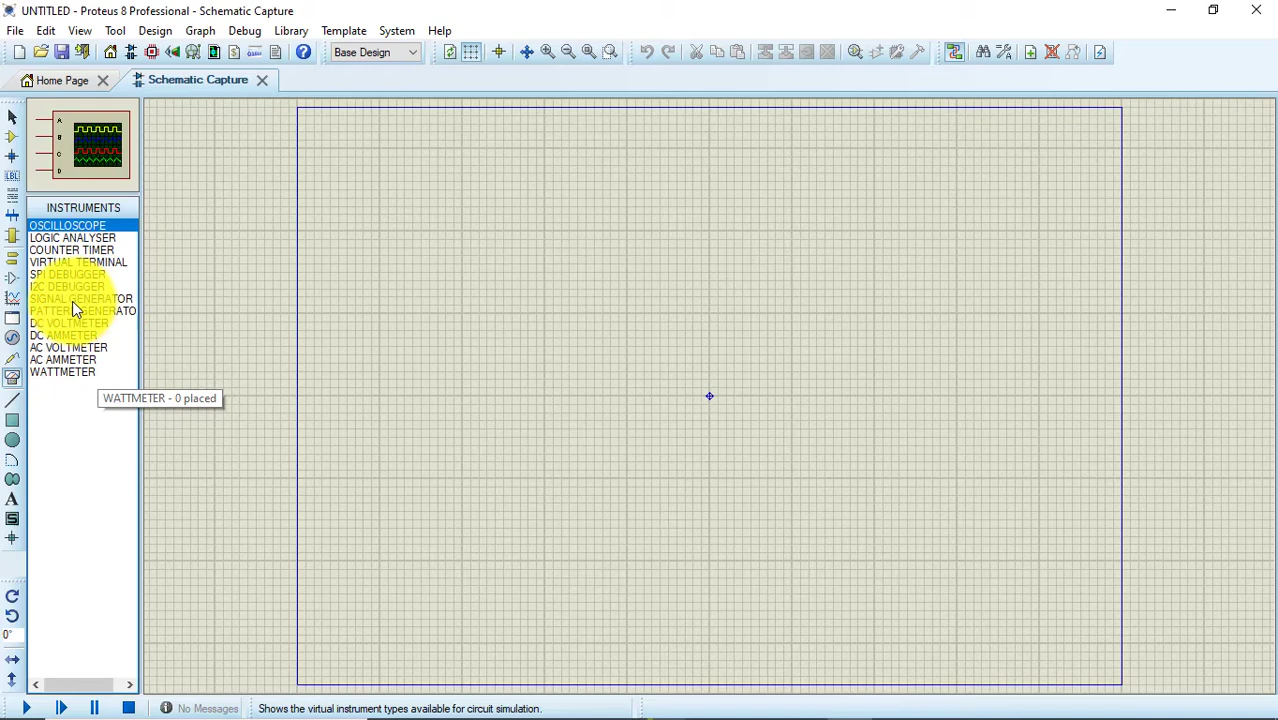 UNTITLED - Proteus 8 Professional - Schematic Capture
File Edit View Tool Design Graph Debug Library Template System Help
Base Design
Home Page
Schematic Capture
A
B
C
D
INSTRUMENTS
OSCILLOSCOPE
LOGIC ANALYSER
COUNTER TIMER
VIRTUAL TERMINAL
SPI DEBUGGER
I2C DEBUGGER
SIGNAL GENERATOR
PATTERN GENERATO
DC VOLTMETER
DC AMMETER
AC VOLTMETER
AC AMMETER
WATTMETER
WATTMETER - 0 placed
LBL
A
S
0°
No Messages
Shows the virtual instrument types available for circuit simulation.